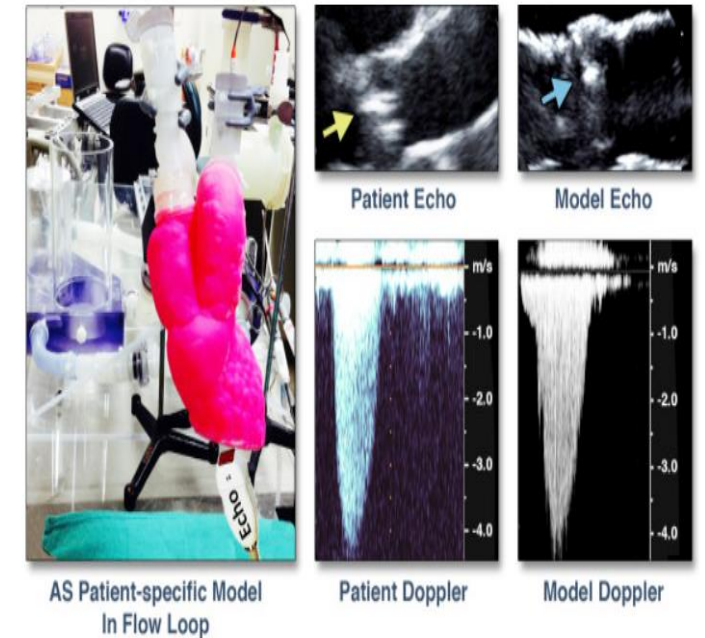 Echo
Patient Echo
Model Echo
m/s
-1.0
-2.0
-3.0
-4.0
m/s
-1.0
-2.0
-3.0
-4.0
AS Patient-specific Model
In Flow Loop
Patient Doppler
Model Doppler